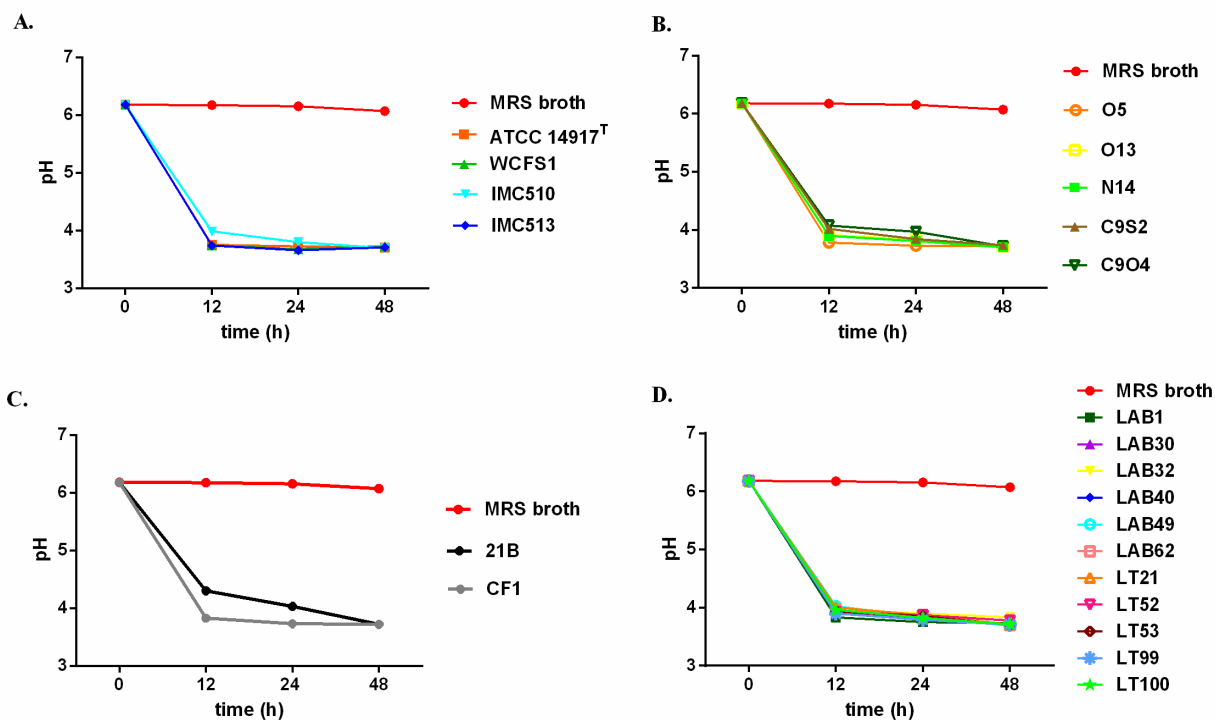 A.
7
6
5
4
3
pH
0 12 24 48
time (h)
MRS broth
ATCC 14917ᵀ
WCFS1
IMC510
IMC513
B.
7
6
5
4
3
pH
0 12 24 48
time (h)
MRS broth
O5
O13
N14
C9S2
C9O4
C.
7
6
5
4
3
pH
0 12 24 48
time (h)
MRS broth
21B
CF1
D.
7
6
5
4
3
pH
0 12 24 48
time (h)
MRS broth
LAB1
LAB30
LAB32
LAB40
LAB49
LAB62
LT21
LT52
LT53
LT99
LT100